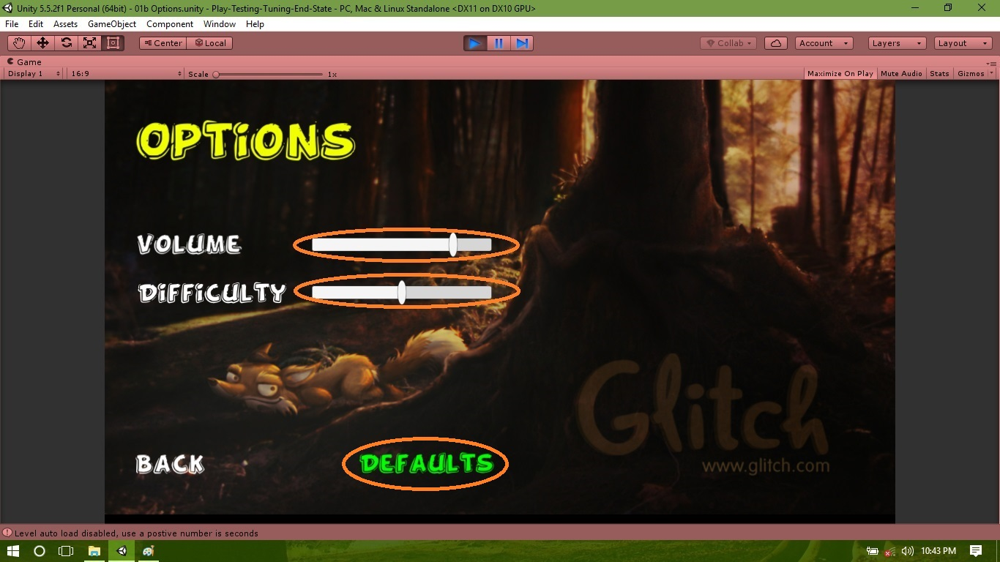 Unity 5.5.2f1 Personal (64bit) - 01b Options.unity - Play-Testing-Tuning-End-State - PC, Mac & Linux Standalone <DX11 on DX10 GPU>
File Edit Assets GameObject Component Window Help
Center Local Collab Account Layers Layout
Game
Display 1 16:9 Scale 1x Maximize On Play Mute Audio Stats Gizmos
OPTiONS
VOLUME
DiFFiCULTY
Glitch
BACK DEFAULTS
www.glitch.com
Level auto load disabled, use a postive number is seconds
10:43 PM